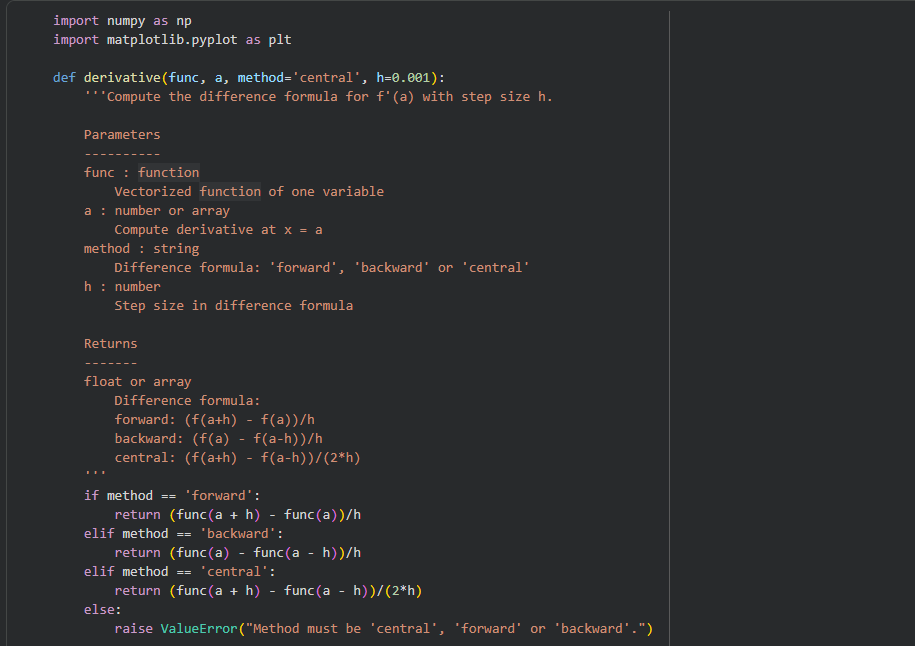 import numpy as np
import matplotlib.pyplot as plt

def derivative(func, a, method='central', h=0.001):
    '''Compute the difference formula for f'(a) with step size h.

    Parameters
    ----------
    func : function
        Vectorized function of one variable
    a : number or array
        Compute derivative at x = a
    method : string
        Difference formula: 'forward', 'backward' or 'central'
    h : number
        Step size in difference formula

    Returns
    -------
    float or array
        Difference formula:
        forward: (f(a+h) - f(a))/h
        backward: (f(a) - f(a-h))/h
        central: (f(a+h) - f(a-h))/(2*h)
    '''
    if method == 'forward':
        return (func(a + h) - func(a))/h
    elif method == 'backward':
        return (func(a) - func(a - h))/h
    elif method == 'central':
        return (func(a + h) - func(a - h))/(2*h)
    else:
        raise ValueError("Method must be 'central', 'forward' or 'backward'.")